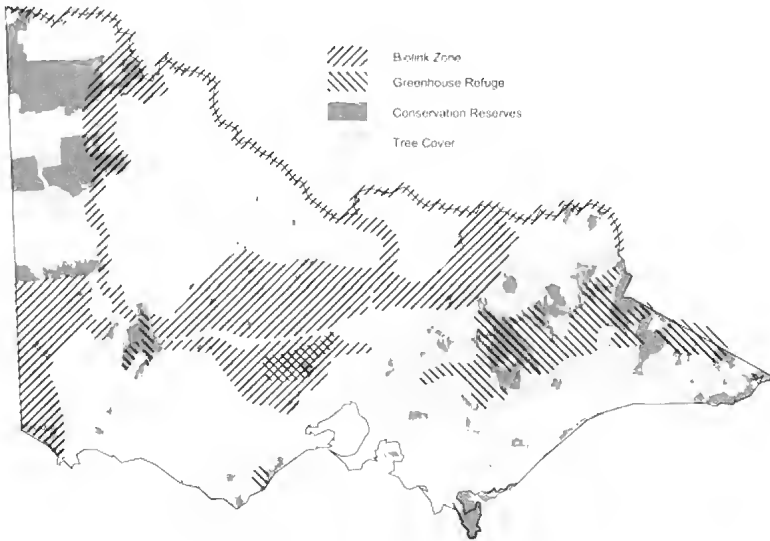 Biolink Zone
Greenhouse Refuge
Conservation Reserves
Tree Cover